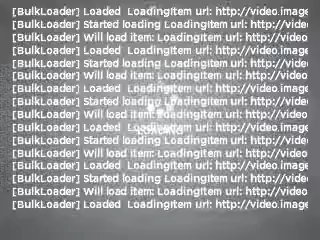 [BulkLoader] Loaded LoadingItem url: http://video.image
[BulkLoader] Started loading LoadingItem url: http://video
[BulkLoader] Will load item: LoadingItem url: http://video
[BulkLoader] Loaded LoadingItem url: http://video.image
[BulkLoader] Started loading LoadingItem url: http://video
[BulkLoader] Will load item: LoadingItem url: http://video
[BulkLoader] Loaded LoadingItem url: http://video.image
[BulkLoader] Started loading LoadingItem url: http://video
[BulkLoader] Will load item: LoadingItem url: http://video
[BulkLoader] Loaded LoadingItem url: http://video.image
[BulkLoader] Started loading LoadingItem url: http://video
[BulkLoader] Will load item: LoadingItem url: http://video
[BulkLoader] Loaded LoadingItem url: http://video.image
[BulkLoader] Started loading LoadingItem url: http://video
[BulkLoader] Will load item: LoadingItem url: http://video
[BulkLoader] Loaded LoadingItem url: http://video.image